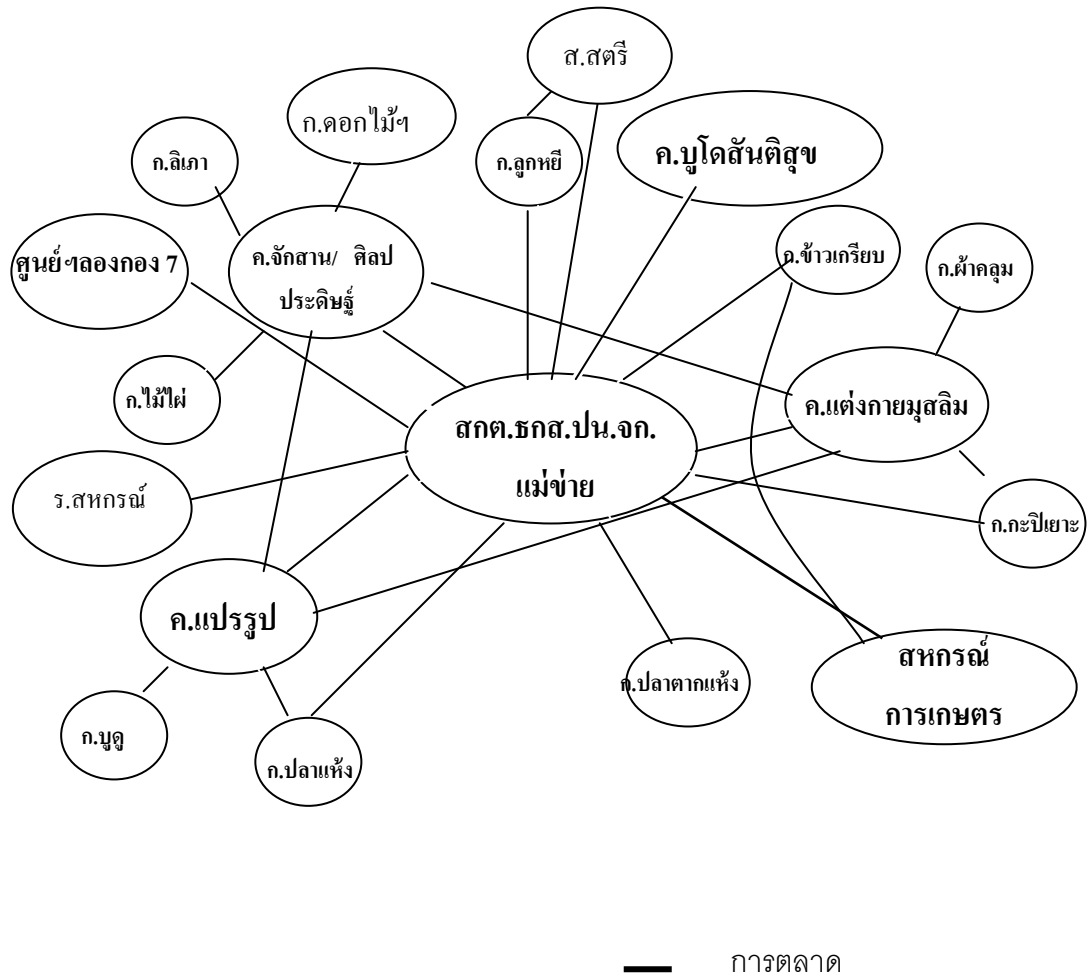 ส.สตรี
ก.ดอกไม้ฯ
ก.ลิเภา
ก.ลูกหยี
ค.บูโดสันติสุข
ศูนย์ฯลองกอง 7
ค.จักสาน/ ศิลป
ประดิษฐ์
ก.ข้าวเกรียบ
ก.ผ้าคลุม
ก.ไม้ไผ่
สกต.ธกส.ปน.จก.
แม่ข่าย
ค.แต่งกายมุสลิม
ร.สหกรณ์
ก.กะปิเยาะ
ค.แปรรูป
ก.ปลาตากแห้ง
สหกรณ์
การเกษตร
ก.บูดู
ก.ปลาแห้ง
การตลาด